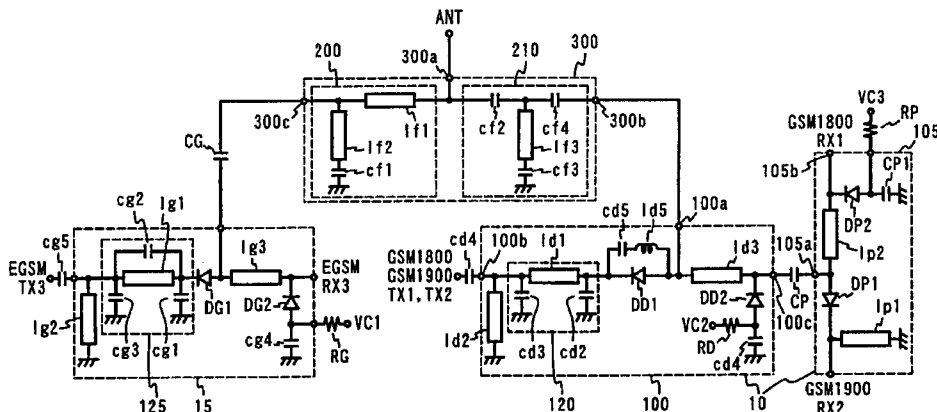 ANT
200
300a
210
300
300c
300b
lf1
cf2
cf4
lf2
cf1
lf3
cf3
CG
VC3
RP
GSM1800
RX1
105
105b
CP1
DP2
lp2
cg2
lg1
cg5
EGSM
TX3
lg2
cg3
cg1
DG1
lg3
DG2
EGSM
RX3
VC1
RG
cg4
125
15
cd4
100b
GSM1800
GSM1900
TX1, TX2
ld1
cd5
ld5
100a
ld3
105a
DD1
DD2
CP
100c
DP1
lp1
ld2
cd3
cd2
VC2
RD
cd4
120
100
10
GSM1900
RX2